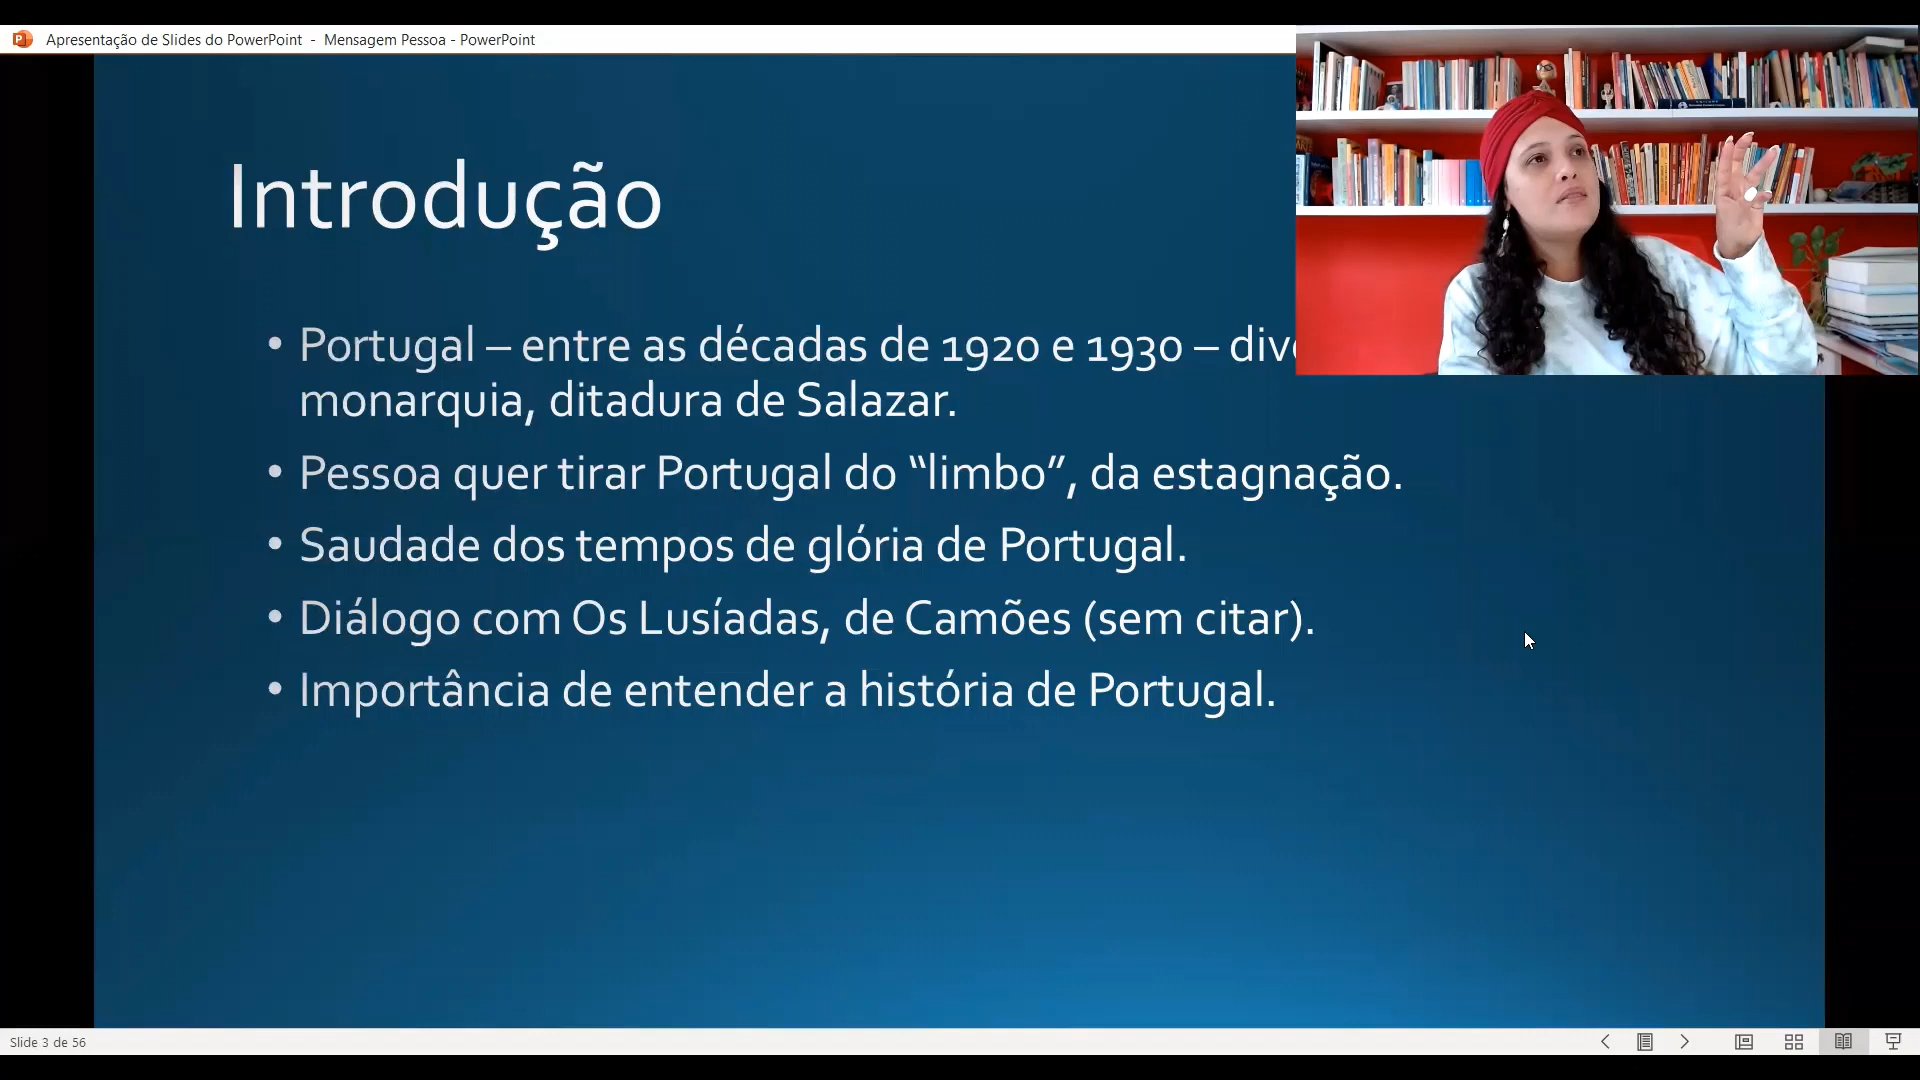 Apresentação de Slides do PowerPoint - Mensagem Pessoa - PowerPoint
Introdução
• Portugal – entre as décadas de 1920 e 1930 –
monarquia, ditadura de Salazar.
• Pessoa quer tirar Portugal do “limbo”, da estagnação.
• Saudade dos tempos de glória de Portugal.
• Diálogo com Os Lusíadas, de Camões (sem citar).
• Importância de entender a história de Portugal.
Slide 3 de 56